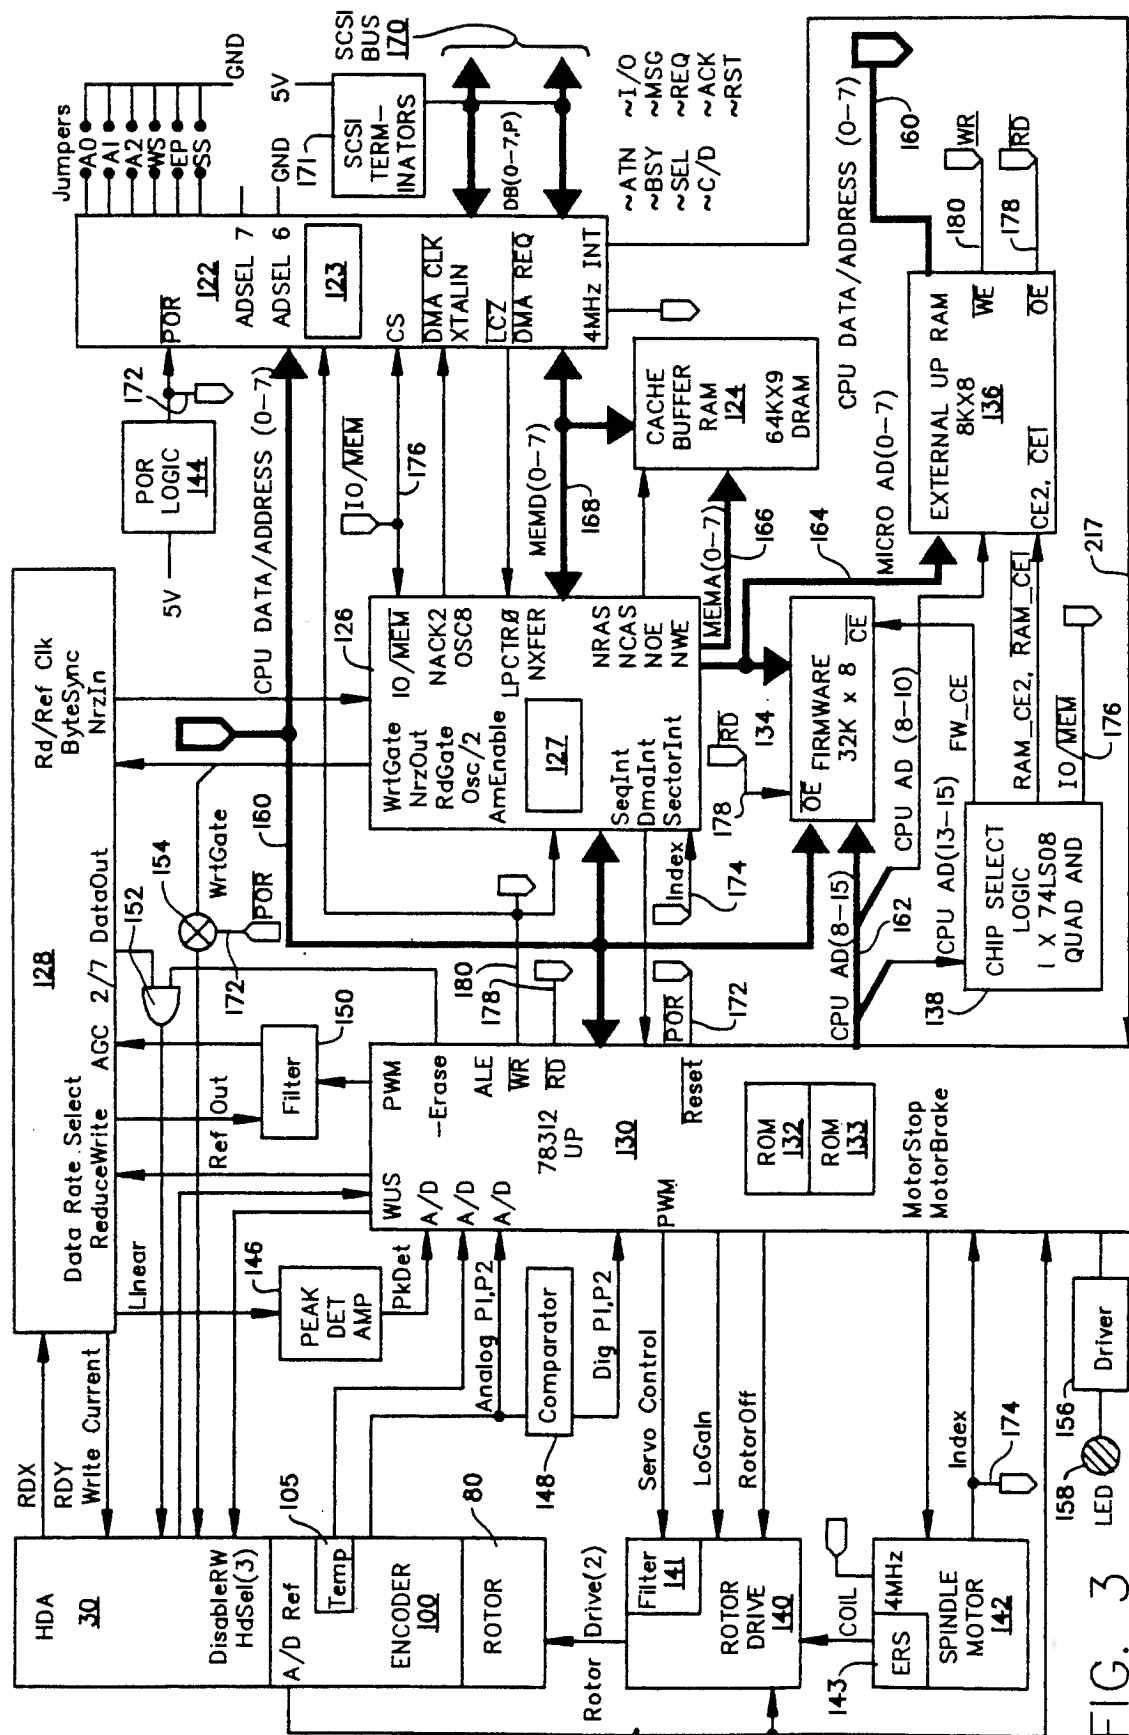 HDA
30
RDX
RDY
Write Current
DisableRW
HdSel(3)
A/D Ref
105
Temp
ENCODER
100
ROTOR
80
Rotor Drive(2)
Filter
141
ROTOR
DRIVE
140
COIL
143
ERS
4MHz
SPINDLE
MOTOR
142
128
Data Rate Select
ReduceWrite
AGC 2/7 DataOut
Rd/Ref Clk
ByteSync
NrzIn
Linear
146
PEAK
DET
AMP
PkDet
Analog P1,P2
Comparator
148
Dig P1,P2
Servo Control
LoGain
RotorOff
Index
174
156
Driver
158
LED
Ref Out
Filter
150
152
154
WrtGate
POR
172
160
WUS
PWM
A/D
A/D
A/D
-Erase
ALE
WR
RD
78312
UP
130
PWM
Reset
ROM
132
ROM
133
MotorStop
MotorBrake
180
178
POR
172
CPU DATA/ADDRESS (0-7)
126
WrtGate
NrzOut
RdGate
Osc/2
AmEnable
IO/MEM
NACK2
OSC8
LPCTRØ
NXFER
127
SeqInt
DmaInt
SectorInt
NRAS
NCAS
NOE
NWE
Index
174
5V
POR
LOGIC
144
172
IO/MEM
176
MEMD(0-7)
168
MEMA(0-7)
166
164
MICRO AD(0-7)
CACHE
BUFFER
RAM
124
64KX9
DRAM
134
RD
178
OE
FIRMWARE
32K x 8
CE
CPU AD(8-15)
162
CPU AD (8-10)
CPU AD(13-15)
FW_CE
138
CHIP SELECT
LOGIC
1 X 74LS08
QUAD AND
RAM_CE2, RAM_CE1
IO/MEM
176
217
Jumpers
A0
A1
A2
WS
EP
SS
GND
POR
122
ADSEL 7
ADSEL 6
123
CS
DMA CLK
XTALIN
LCZ
DMA REQ
4MHz INT
GND
5V
171
SCSI
TERM-
INATORS
SCSI
BUS
170
DB(0-7,P)
~ATN
~BSY
~SEL
~C/D
~I/O
~MSG
~REQ
~ACK
~RST
CPU DATA/ADDRESS (0-7)
160
EXTERNAL UP RAM
8KX8
136
WE
OE
CE2, CE1
WR
180
RD
178
FIG. 3